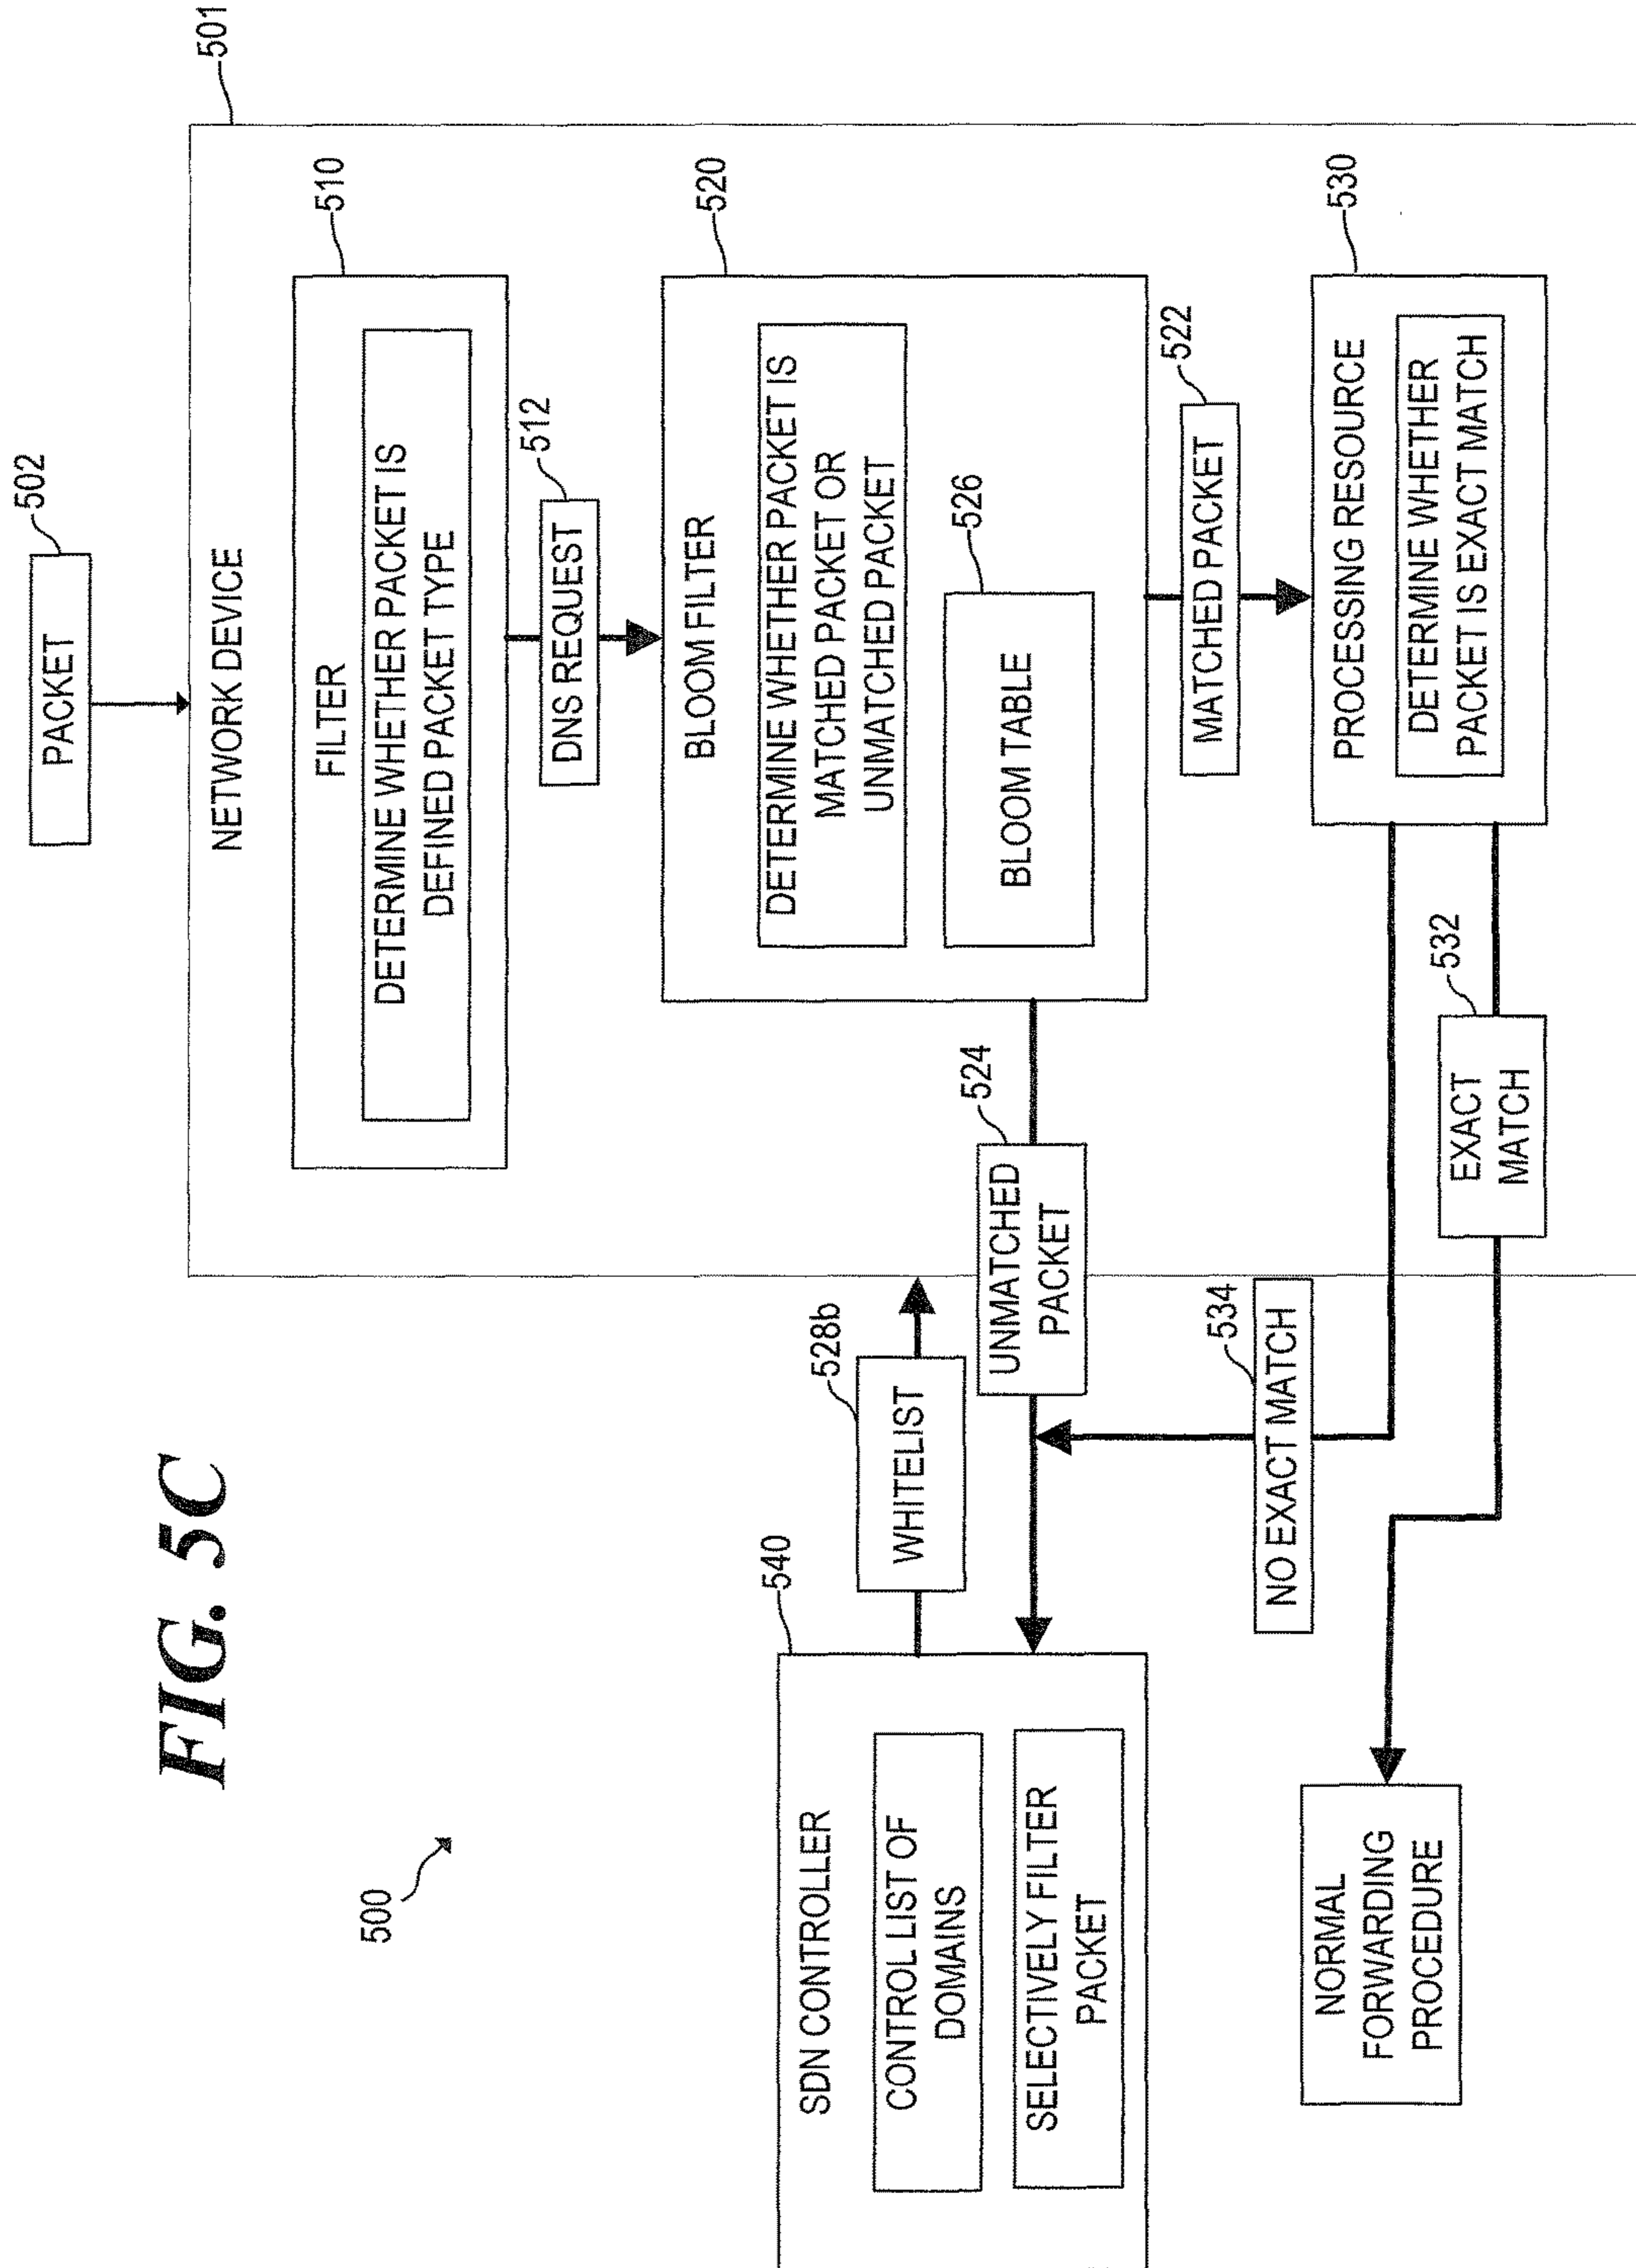 FIG. 5C
500
PACKET
502
501
NETWORK DEVICE
510
FILTER
DETERMINE WHETHER PACKET IS
DEFINED PACKET TYPE
DNS REQUEST
512
520
BLOOM FILTER
DETERMINE WHETHER PACKET IS
MATCHED PACKET OR
UNMATCHED PACKET
526
BLOOM TABLE
MATCHED PACKET
522
530
PROCESSING RESOURCE
DETERMINE WHETHER
PACKET IS EXACT MATCH
528b
WHITELIST
524
UNMATCHED
PACKET
534
NO EXACT MATCH
532
EXACT
MATCH
540
SDN CONTROLLER
CONTROL LIST OF
DOMAINS
SELECTIVELY FILTER
PACKET
NORMAL
FORWARDING
PROCEDURE